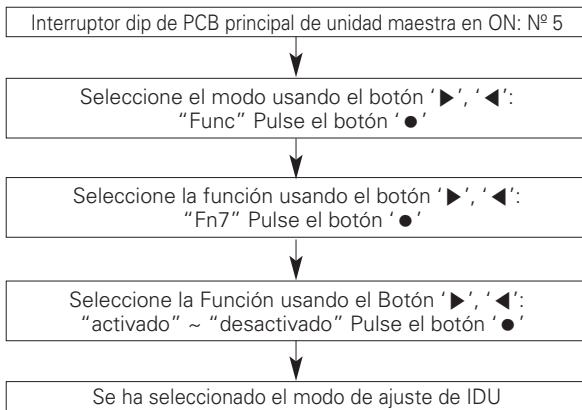 Interruptor dip de PCB principal de unidad maestra en ON: Nº 5
Seleccione el modo usando el botón ‘▶’, ‘◀’:
“Func” Pulse el botón ‘●’
Seleccione la función usando el botón ‘▶’, ‘◀’:
“Fn7” Pulse el botón ‘●’
Seleccione la Función usando el Botón ‘▶’, ‘◀’:
“activado” ~ “desactivado” Pulse el botón ‘●’
Se ha seleccionado el modo de ajuste de IDU